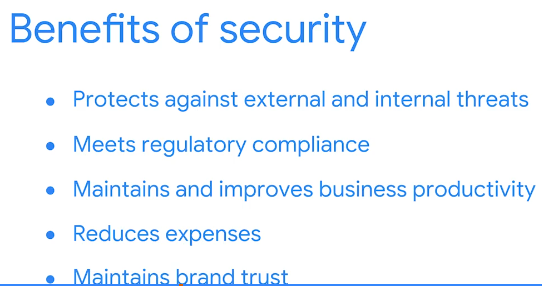 Benefits of security
• Protects against external and internal threats
• Meets regulatory compliance
• Maintains and improves business productivity
• Reduces expenses
• Maintains brand trust